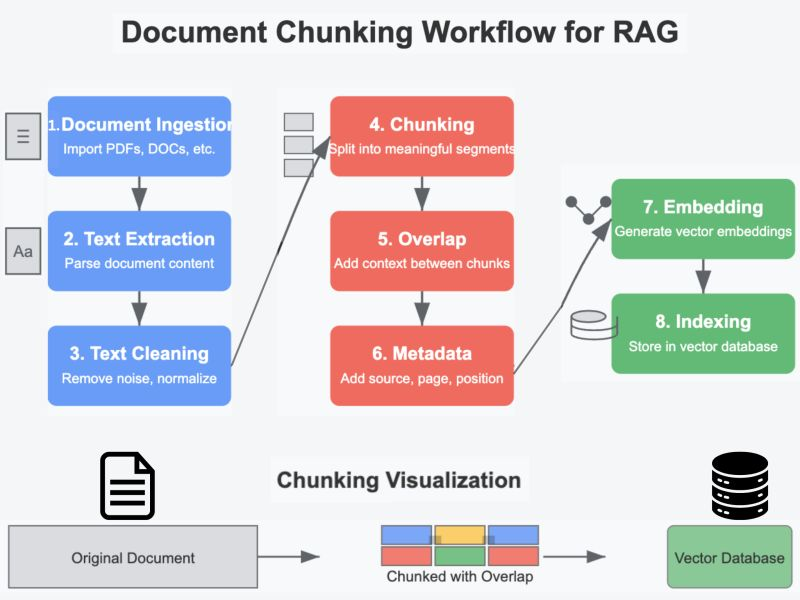 Document Chunking Workflow for RAG
1. Document Ingestion
Import PDFs, DOCs, etc.
Aa
2. Text Extraction
Parse document content
3. Text Cleaning
Remove noise, normalize
4. Chunking
Split into meaningful segments
5. Overlap
Add context between chunks
6. Metadata
Add source, page, position
7. Embedding
Generate vector embeddings
8. Indexing
Store in vector database
Chunking Visualization
Original Document
Chunked with Overlap
Vector Database